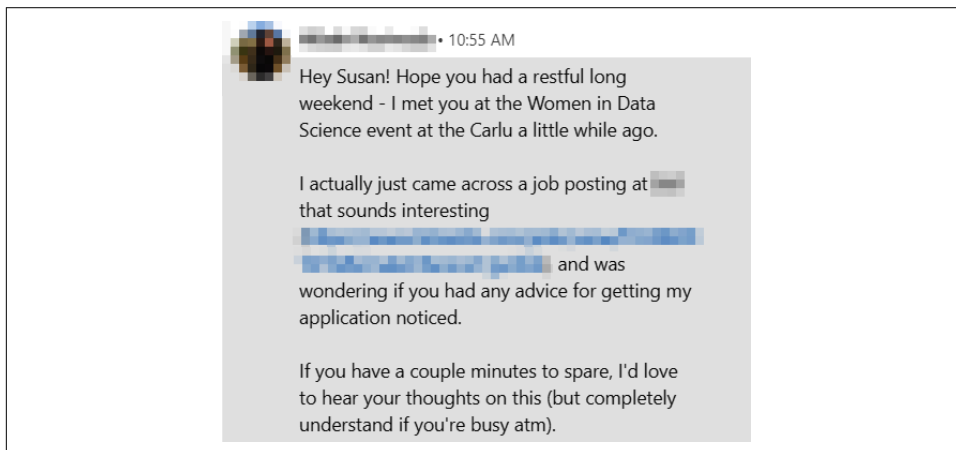 • 10:55 AM
Hey Susan! Hope you had a restful long
weekend - I met you at the Women in Data
Science event at the Carlu a little while ago.
I actually just came across a job posting at
that sounds interesting
and was
wondering if you had any advice for getting my
application noticed.
If you have a couple minutes to spare, I'd love
to hear your thoughts on this (but completely
understand if you're busy atm).